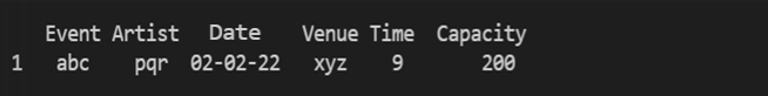 Event Artist Date Venue Time Capacity
1 abc pqr 02-02-22 xyz 9 200